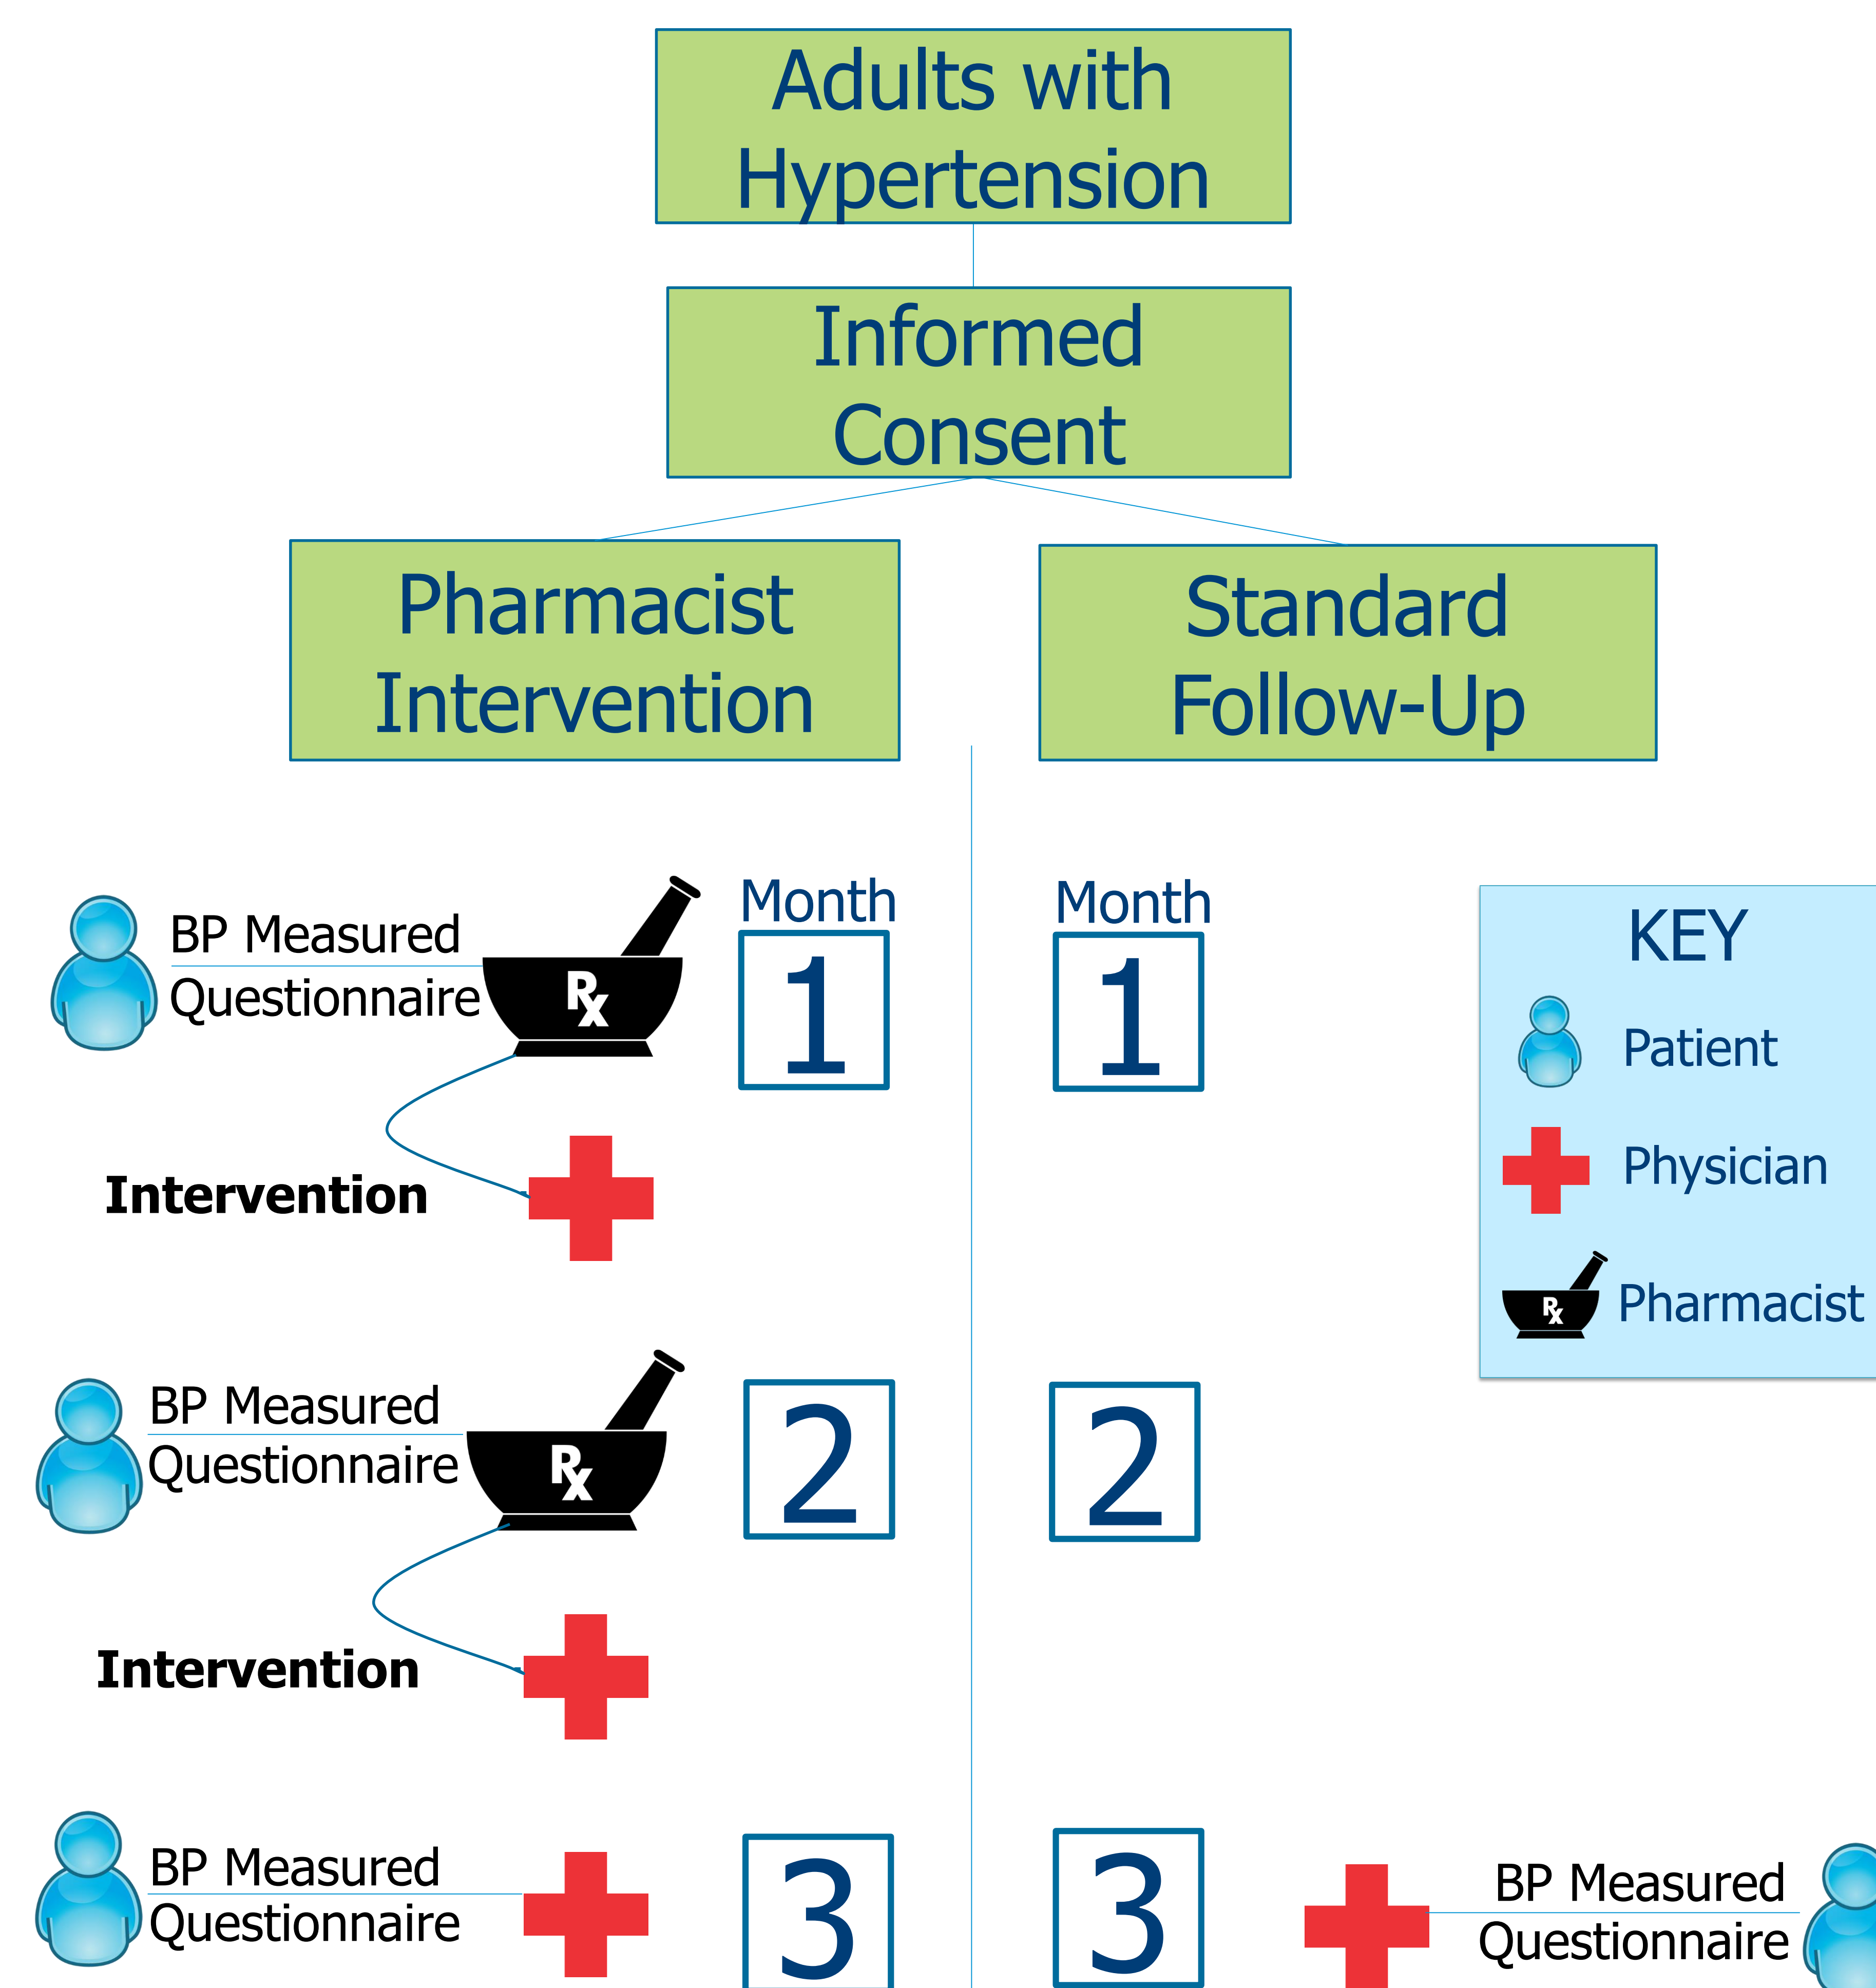 Adults with
Hypertension
Informed
Consent
Pharmacist
Intervention
Standard
Follow-Up
BP Measured
Questionnaire
Rx
Month
1
Month
1
KEY
Patient
Physician
Rx
Pharmacist
Intervention
BP Measured
Questionnaire
Rx
2
2
Intervention
BP Measured
Questionnaire
3
3
BP Measured
Questionnaire